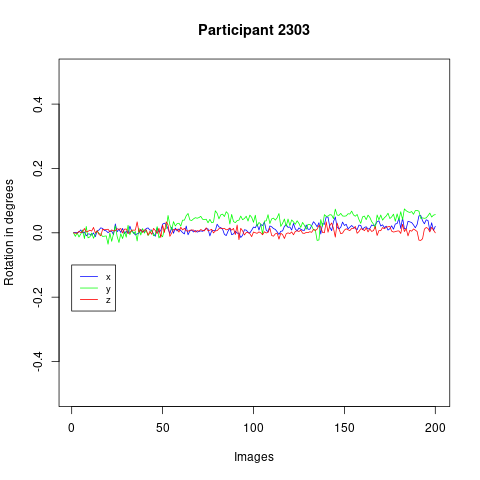 Participant 2303
Rotation in degrees
0.4
0.2
0.0
-0.2
-0.4
x
y
z
0 50 100 150 200
Images